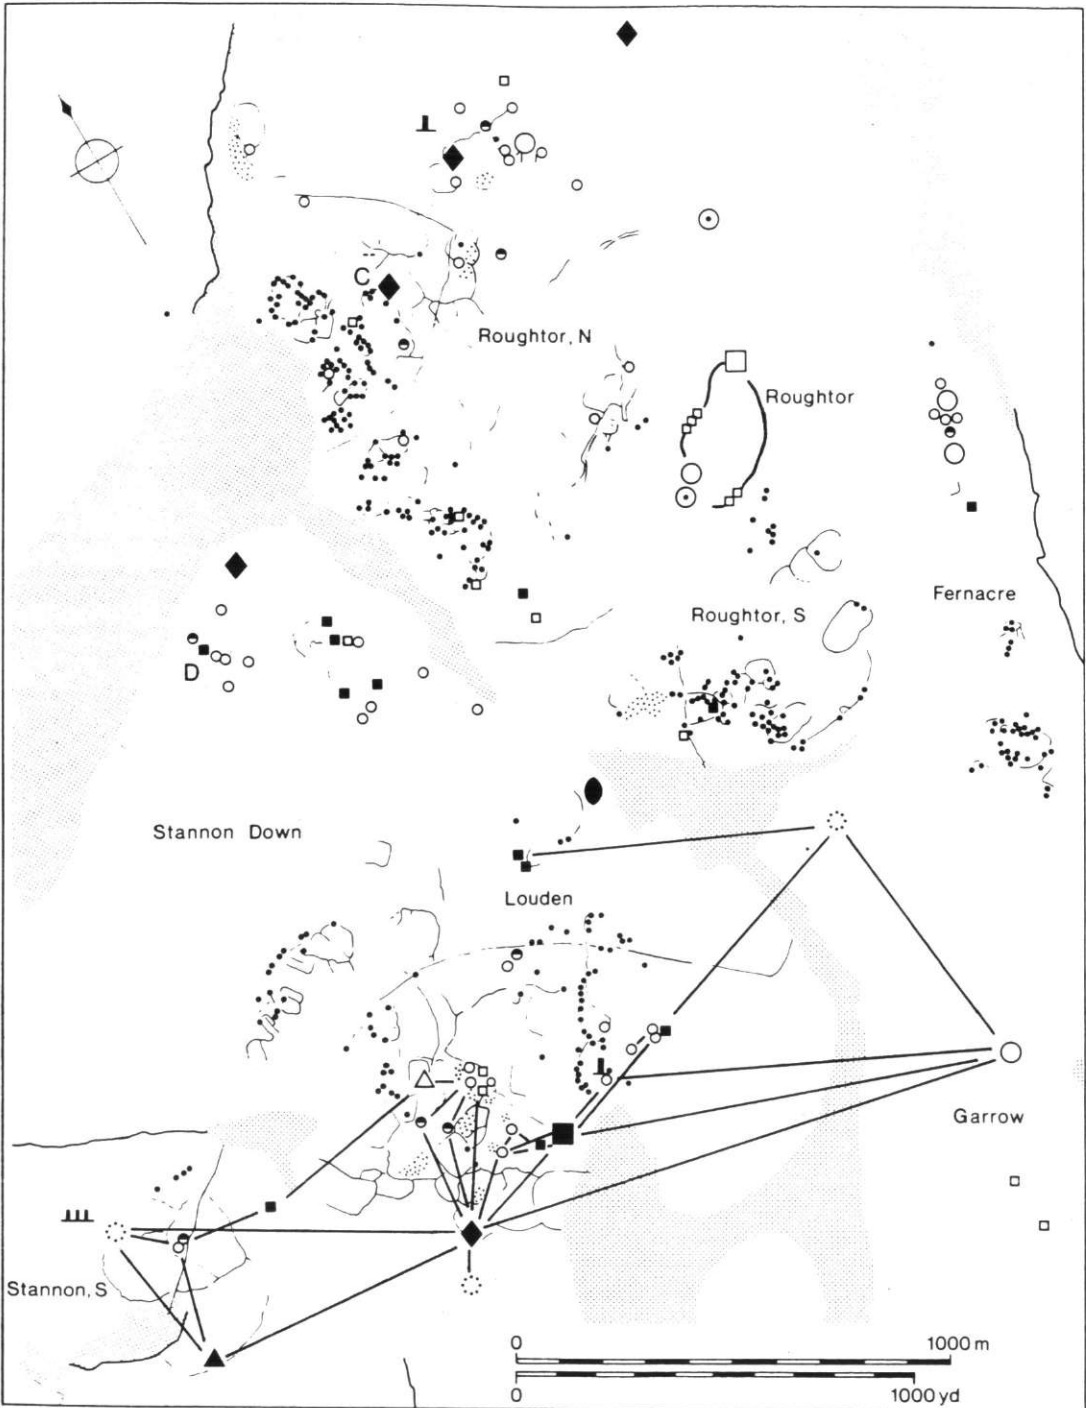 C
Roughtor, N
Roughtor
Fernacre
Roughtor, S
D
Stannon Down
Louden
Garrow
Stannon, S
0 1000 m
0 1000 yd